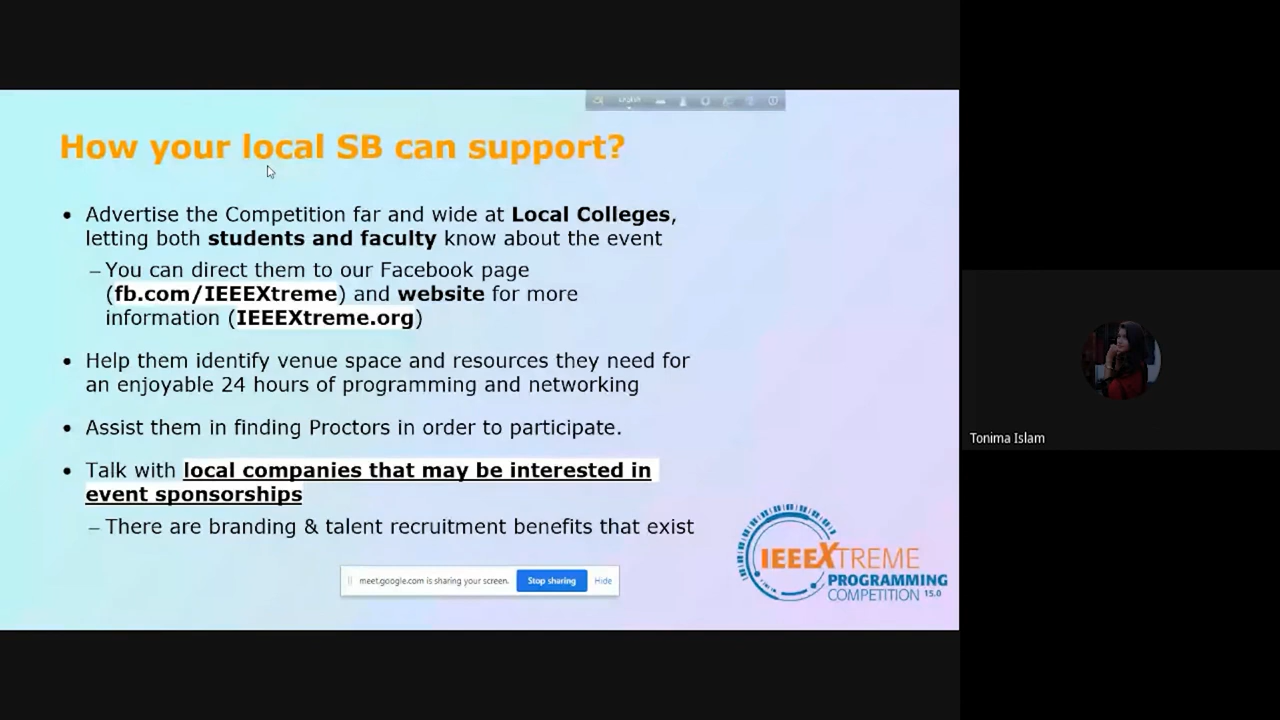 How your local SB can support?
• Advertise the Competition far and wide at Local Colleges,
letting both students and faculty know about the event
– You can direct them to our Facebook page
(fb.com/IEEEXtreme) and website for more
information (IEEEXtreme.org)
• Help them identify venue space and resources they need for
an enjoyable 24 hours of programming and networking
• Assist them in finding Proctors in order to participate.
• Talk with local companies that may be interested in
event sponsorships
– There are branding & talent recruitment benefits that exist
meet.google.com is sharing your screen. Stop sharing Hide
IEEEXTREME
PROGRAMMING
COMPETITION 15.0
Tonima Islam